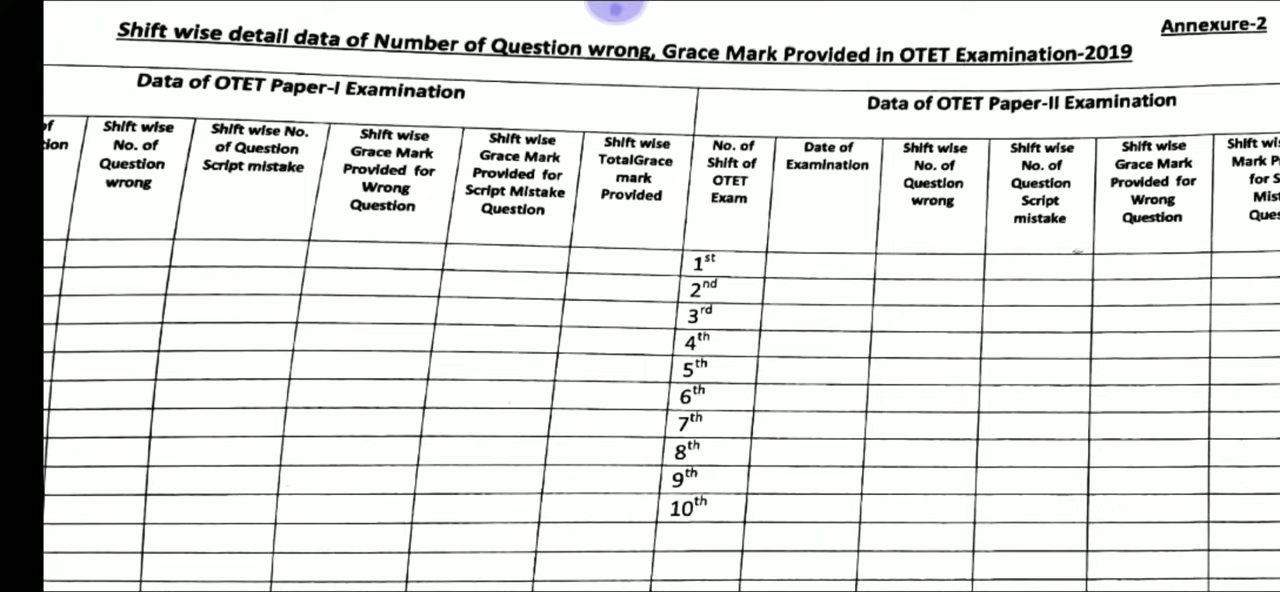 Annexure-2
Shift wise detail data of Number of Question wrong, Grace Mark Provided in OTET Examination-2019
Data of OTET Paper-I Examination
Data of OTET Paper-II Examination
Shift wise
No. of
Question
wrong
Shift wise No.
of Question
Script mistake
Shift wise
Grace Mark
Provided for
Wrong
Question
Shift wise
Grace Mark
Provided for
Script Mistake
Question
Shift wise
TotalGrace
mark
Provided
No. of
Shift of
OTET
Exam
Date of
Examination
Shift wise
No. of
Question
wrong
Shift wise
No. of
Question
Script
mistake
Shift wise
Grace Mark
Provided for
Wrong
Question
Shift
Mark
for
1st
2nd
3rd
4th
5th
6th
7th
8th
9th
10th